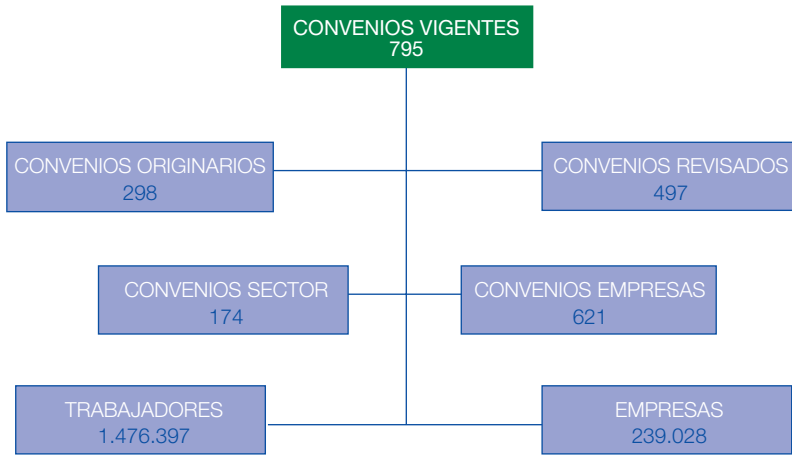 CONVENIOS VIGENTES
795
CONVENIOS ORIGINARIOS
298
CONVENIOS REVISADOS
497
CONVENIOS SECTOR
174
CONVENIOS EMPRESAS
621
TRABAJADORES
1.476.397
EMPRESAS
239.028